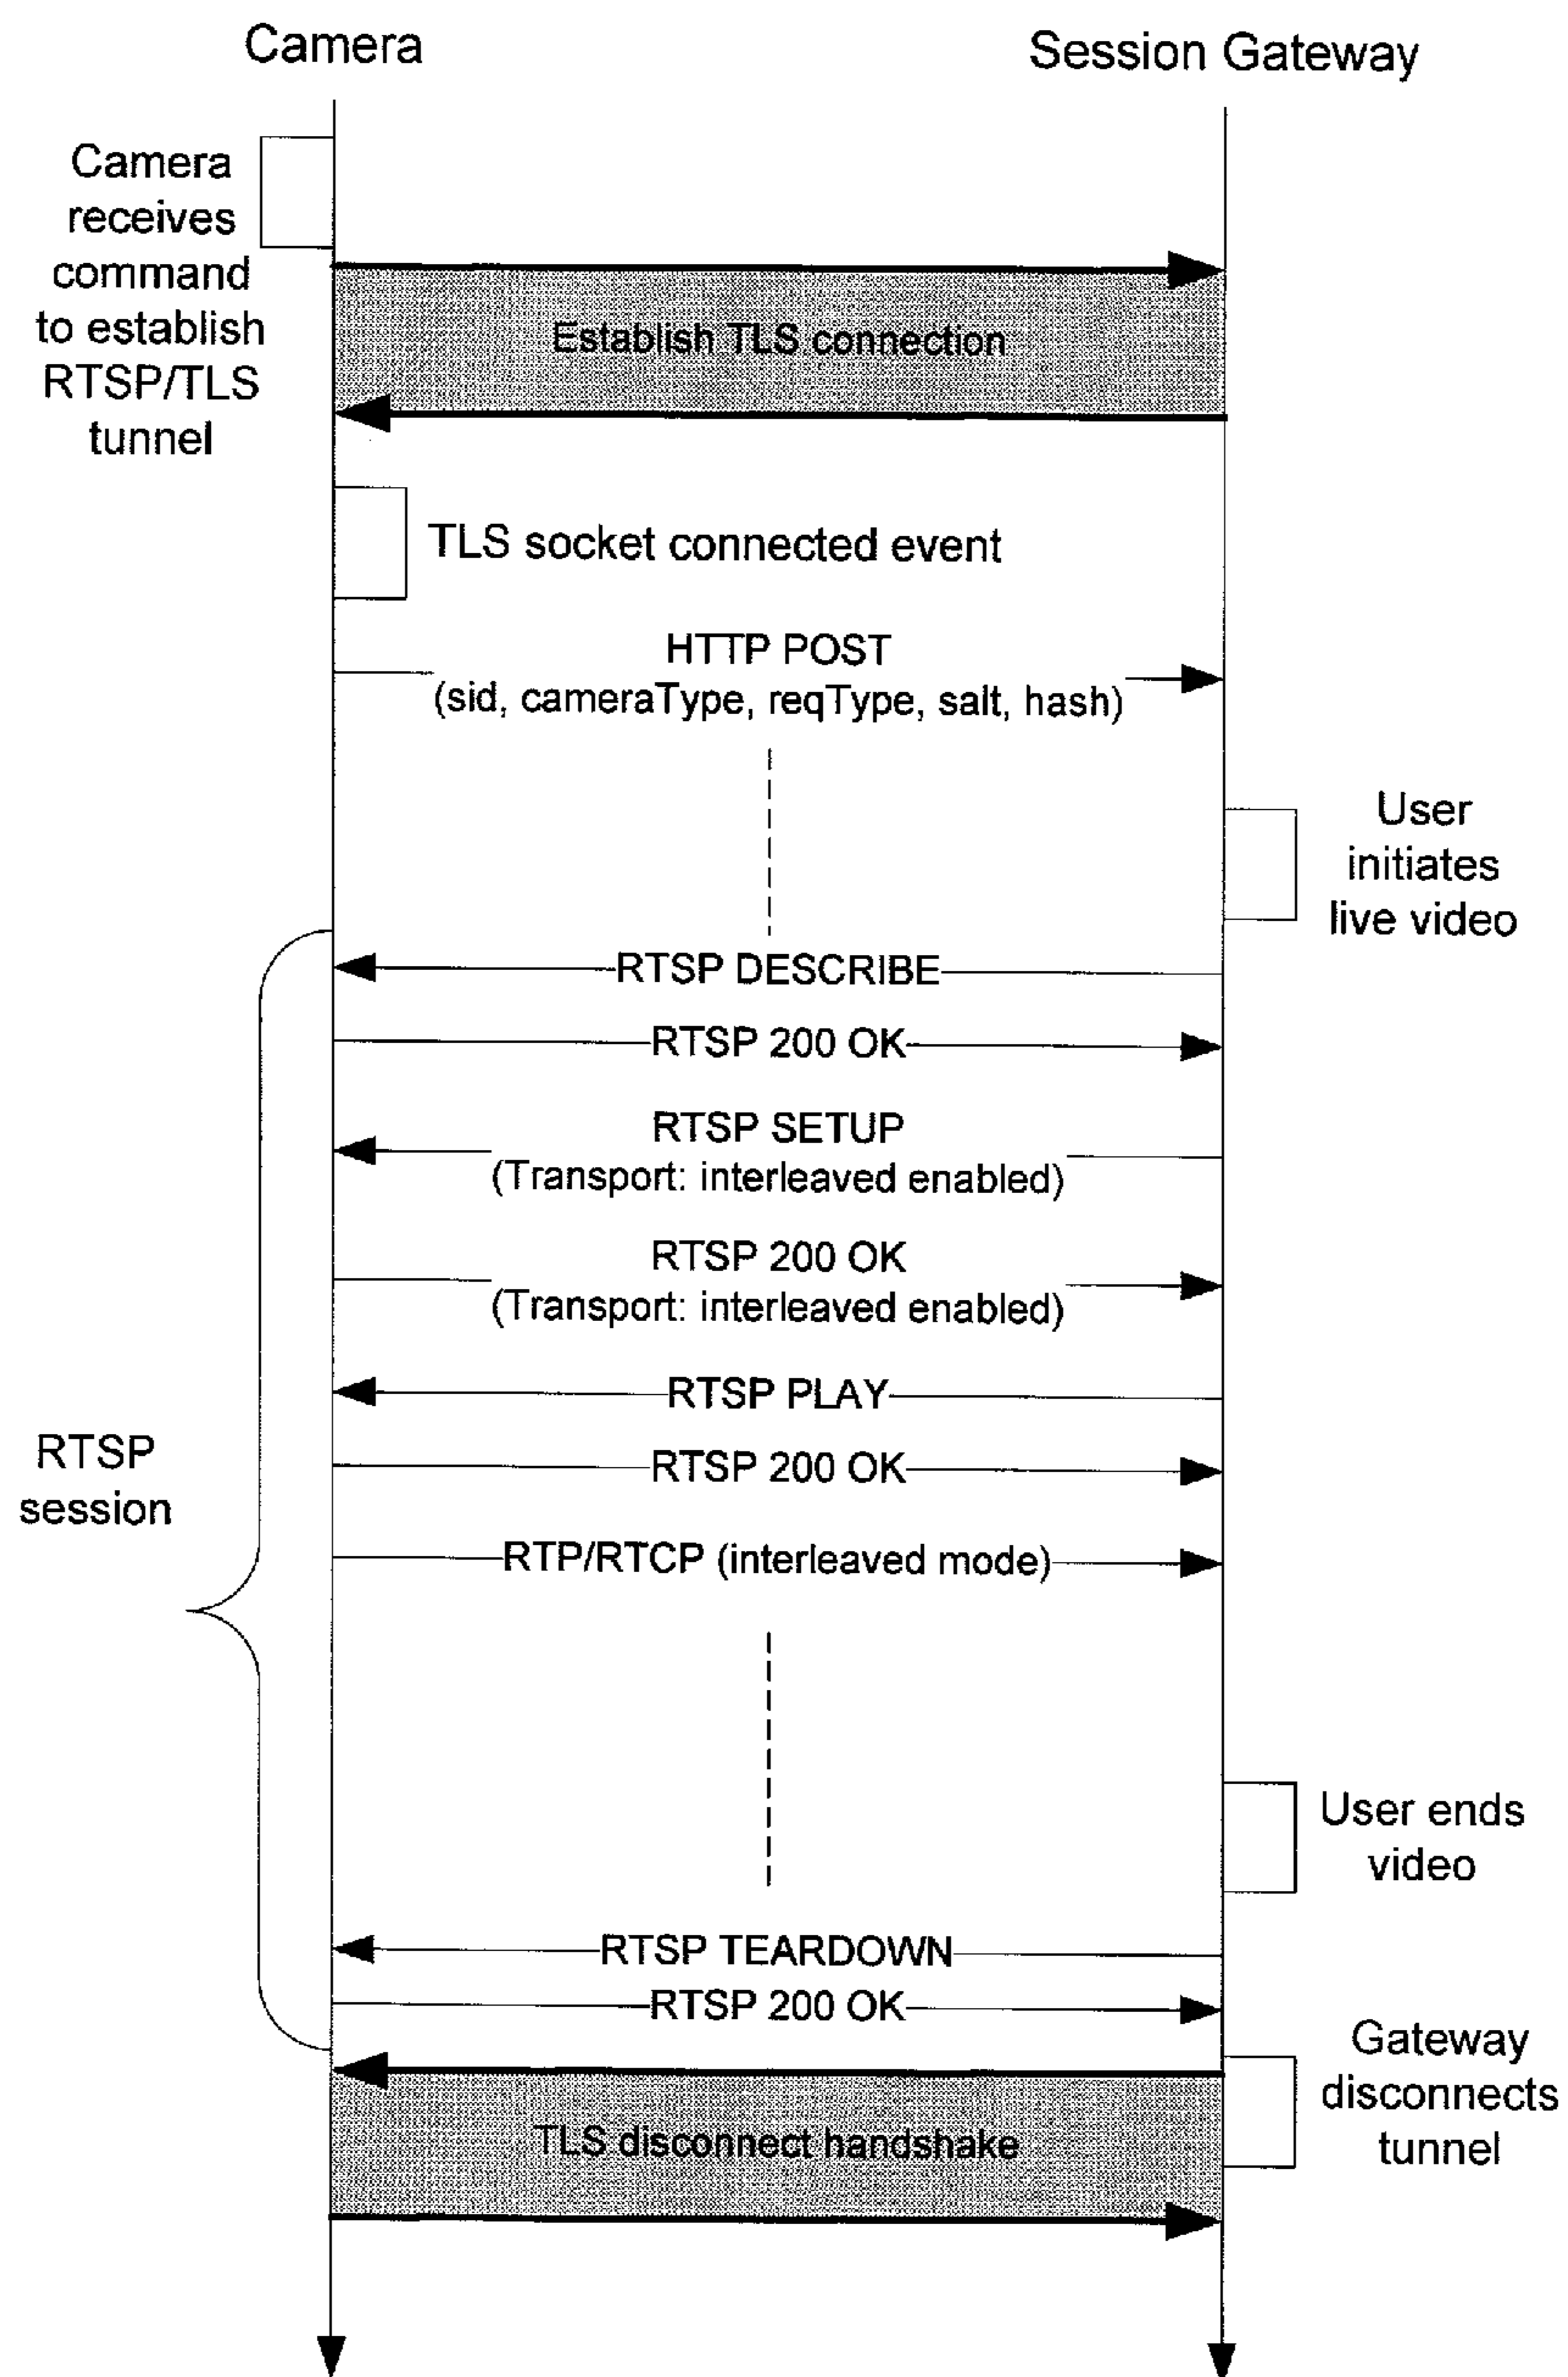 Camera
Session Gateway
Camera
receives
command
to establish
RTSP/TLS
tunnel
Establish TLS connection
TLS socket connected event
HTTP POST
(sid, cameraType, reqType, salt, hash)
User
initiates
live video
RTSP DESCRIBE
RTSP 200 OK
RTSP SETUP
(Transport: interleaved enabled)
RTSP 200 OK
(Transport: interleaved enabled)
RTSP PLAY
RTSP 200 OK
RTSP
session
RTP/RTCP (interleaved mode)
User ends
video
RTSP TEARDOWN
RTSP 200 OK
Gateway
disconnects
tunnel
TLS disconnect handshake